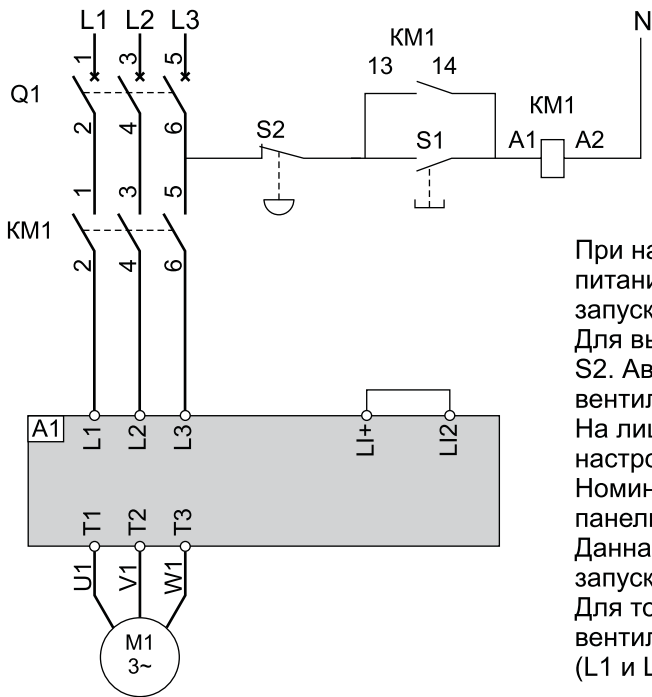 L1 L2 L3
N
1 3 5
Q1
2 4 6
KM1
13 14
S2
S1
KM1
A1 A2
1 3 5
KM1
2 4 6
A1
L1 L2 L3
LI+ LI2
T1 T2 T3
U1 V1 W1
M1
3~
При на
питани
запуск
Для вы
S2. Ав
вентил
На лиц
настро
Номин
панель
Данна
запуск
Для то
вентил
(L1 и L